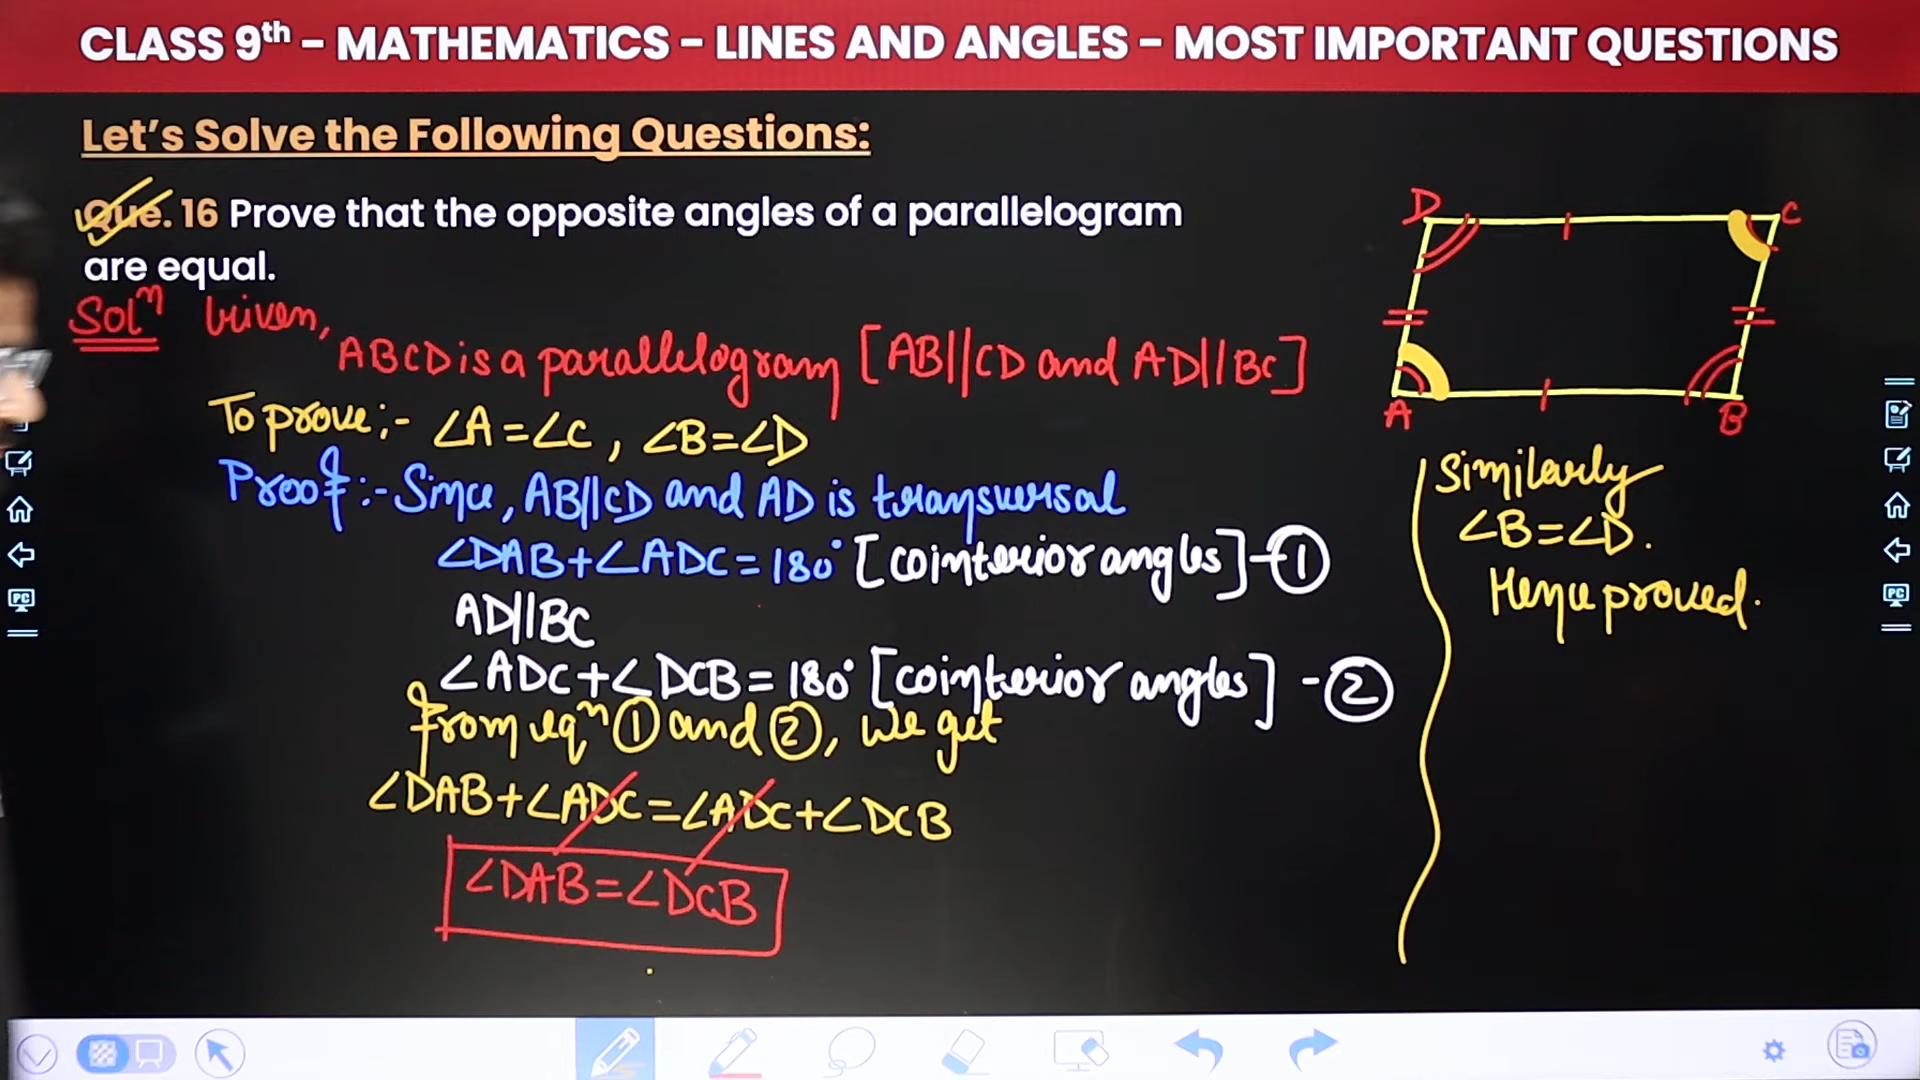 CLASS 9th - MATHEMATICS - LINES AND ANGLES - MOST IMPORTANT QUESTIONS
Let's Solve the Following Questions:
Que. 16 Prove that the opposite angles of a parallelogram
are equal.
Solⁿ Given,
ABCD is a parallelogram [AB||CD and AD||BC]
To prove:- ∠A=∠C, ∠B=∠D
Proof:- Since, AB||CD and AD is transversal
∠DAB+∠ADC=180° [cointerior angles]-①
AD||BC
∠ADC+∠DCB=180° [cointerior angles] -②
from eqⁿ ① and ②, we get
∠DAB+∠ADC=∠ADC+∠DCB
∠DAB=∠DCB
D C
A B
Similarly
∠B=∠D.
Hence proved.
PC
PC